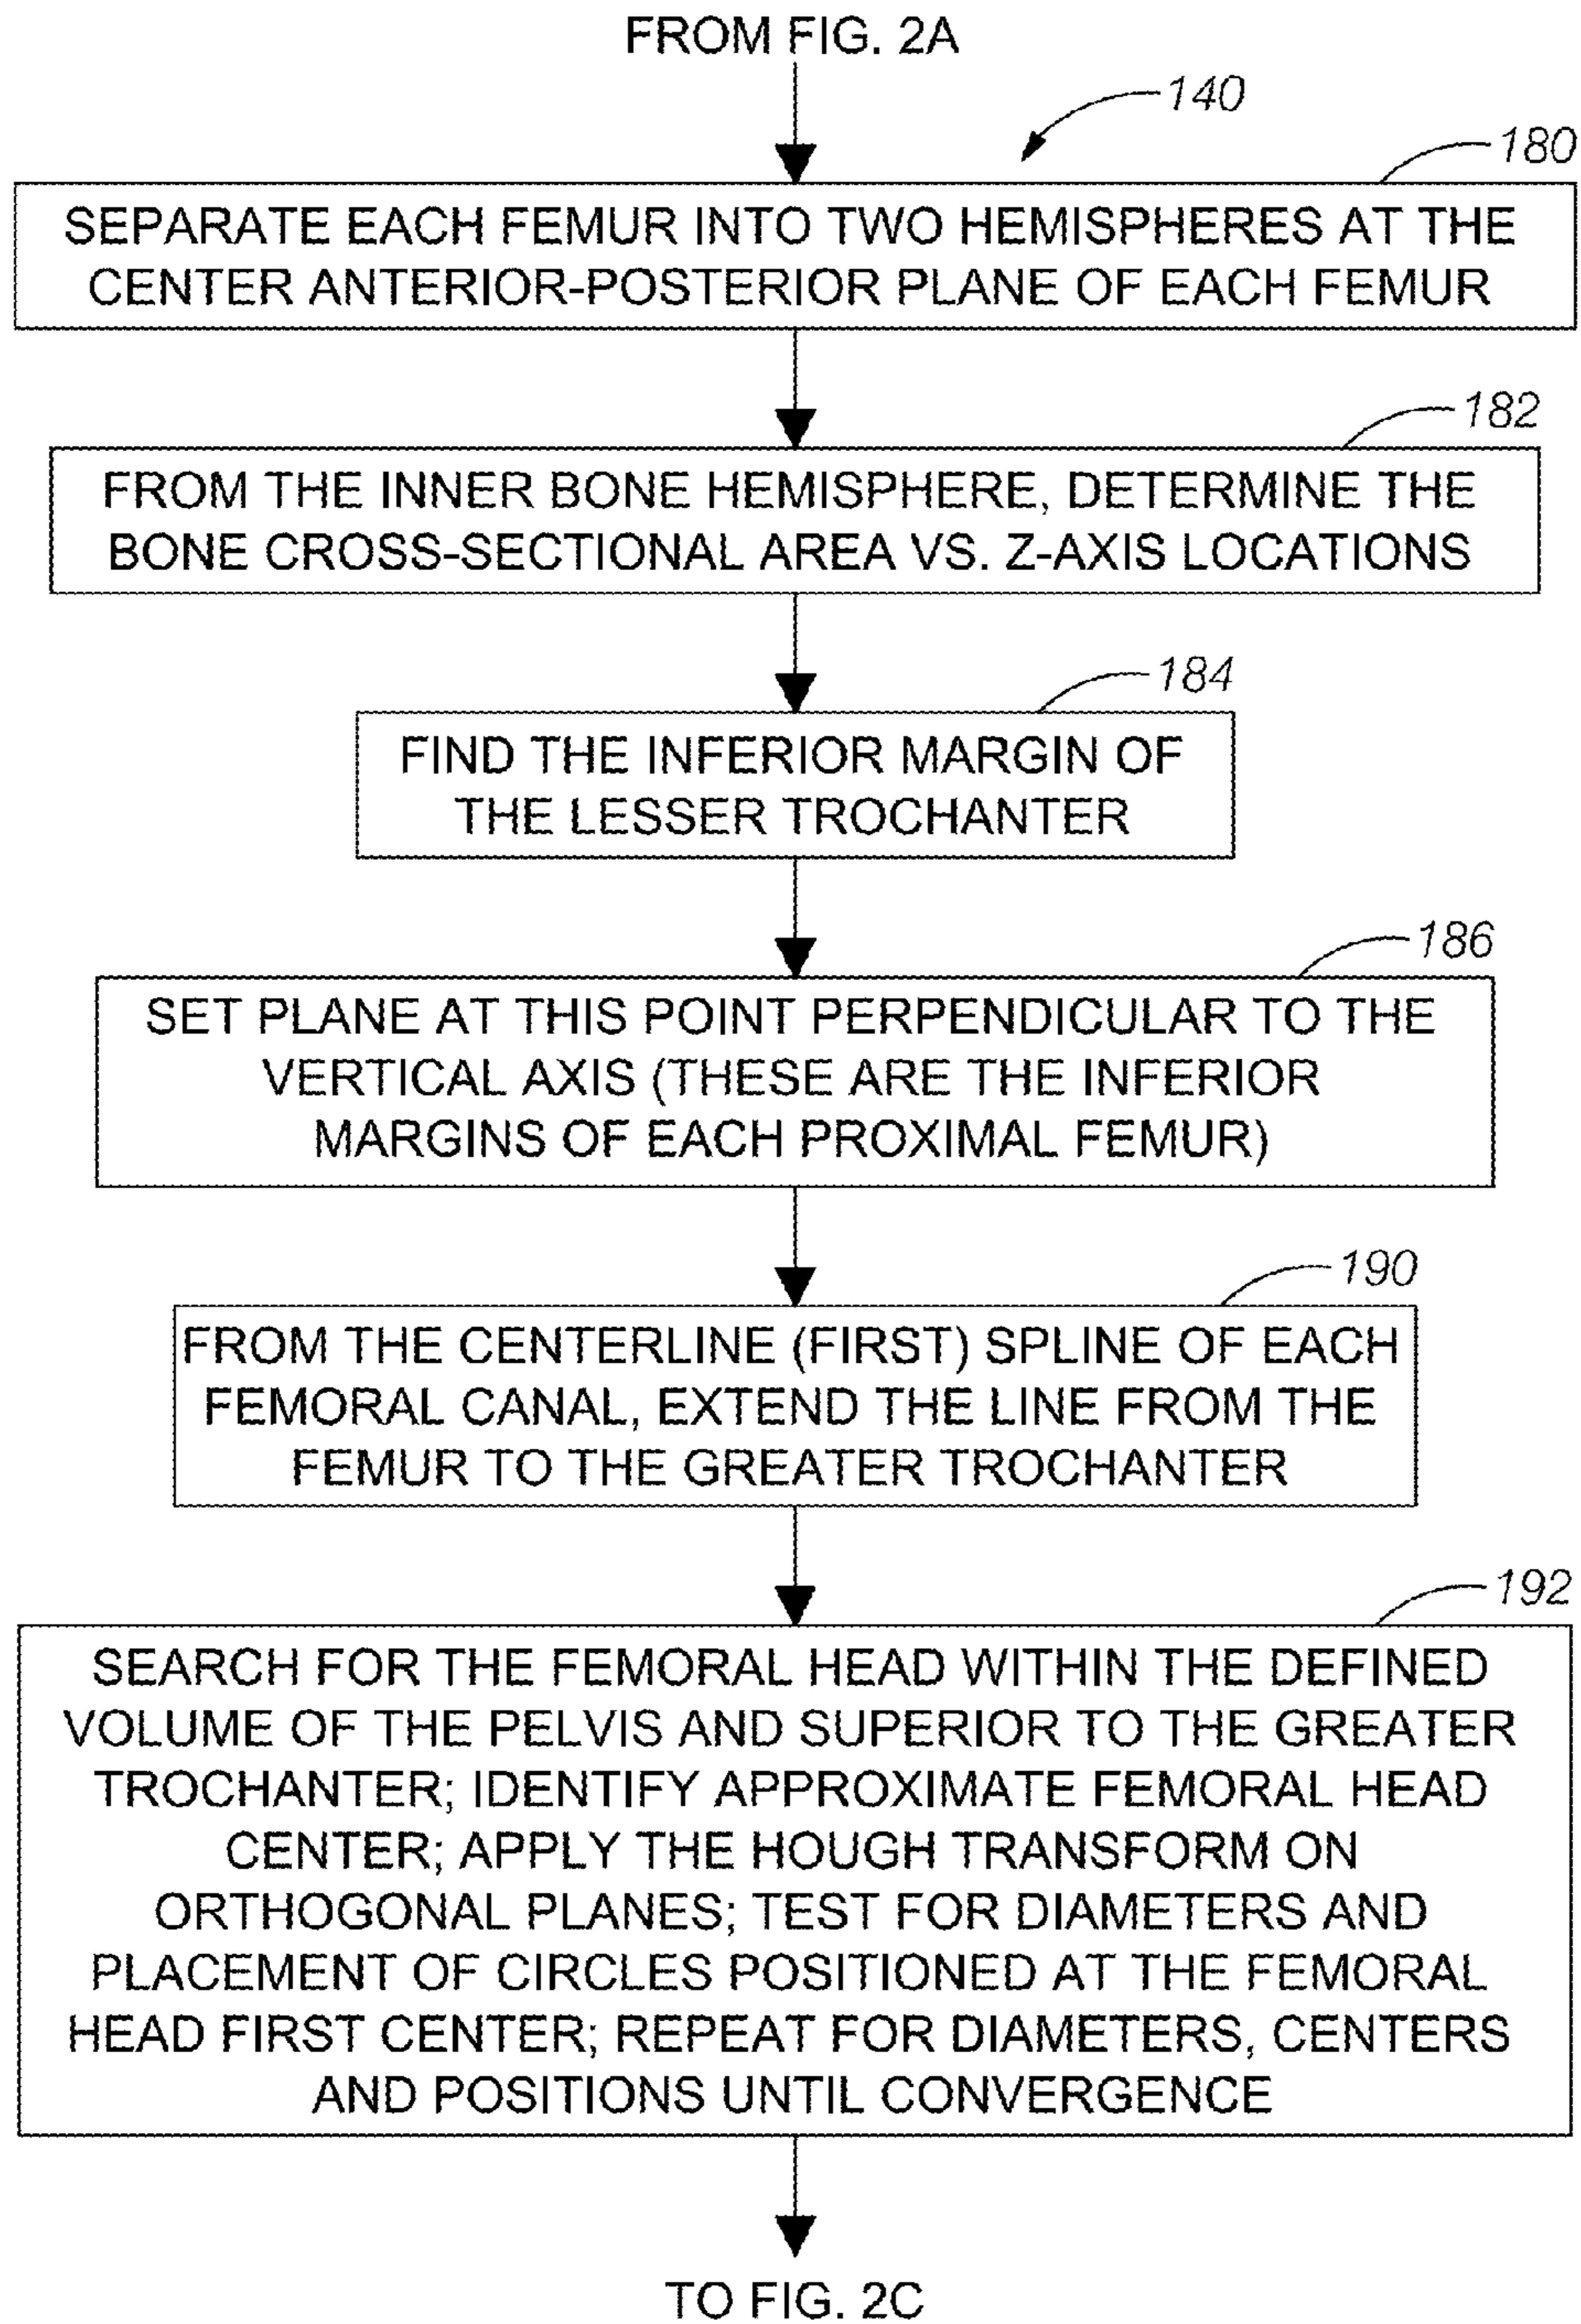 FROM FIG. 2A
140
180
SEPARATE EACH FEMUR INTO TWO HEMISPHERES AT THE
CENTER ANTERIOR-POSTERIOR PLANE OF EACH FEMUR
182
FROM THE INNER BONE HEMISPHERE, DETERMINE THE
BONE CROSS-SECTIONAL AREA VS. Z-AXIS LOCATIONS
184
FIND THE INFERIOR MARGIN OF
THE LESSER TROCHANTER
186
SET PLANE AT THIS POINT PERPENDICULAR TO THE
VERTICAL AXIS (THESE ARE THE INFERIOR
MARGINS OF EACH PROXIMAL FEMUR)
190
FROM THE CENTERLINE (FIRST) SPLINE OF EACH
FEMORAL CANAL, EXTEND THE LINE FROM THE
FEMUR TO THE GREATER TROCHANTER
192
SEARCH FOR THE FEMORAL HEAD WITHIN THE DEFINED
VOLUME OF THE PELVIS AND SUPERIOR TO THE GREATER
TROCHANTER; IDENTIFY APPROXIMATE FEMORAL HEAD
CENTER; APPLY THE HOUGH TRANSFORM ON
ORTHOGONAL PLANES; TEST FOR DIAMETERS AND
PLACEMENT OF CIRCLES POSITIONED AT THE FEMORAL
HEAD FIRST CENTER; REPEAT FOR DIAMETERS, CENTERS
AND POSITIONS UNTIL CONVERGENCE
TO FIG. 2C